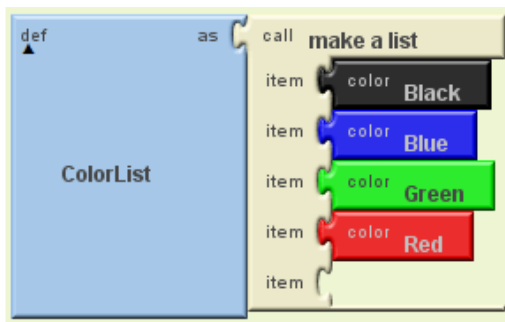 def as call make a list
item color Black
item color Blue
ColorList
item color Green
item color Red
item